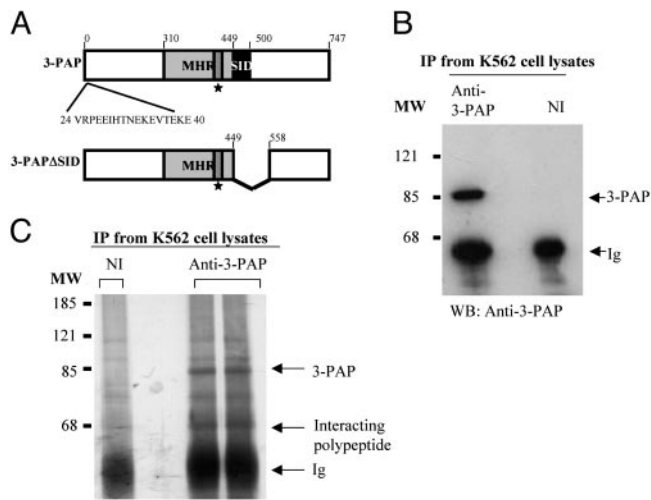 A
0 310 449 500 747
3-PAP MHR SID
24 VRPEEIHTNEKEVTEKE 40
449 558
3-PAPΔSID MHR
B
IP from K562 cell lysates
Anti-
3-PAP
MW NI
121
85 3-PAP
68
Ig
WB: Anti-3-PAP
C
IP from K562 cell lysates
NI Anti-3-PAP
MW
185
121
85 3-PAP
68 Interacting
polypeptide
Ig